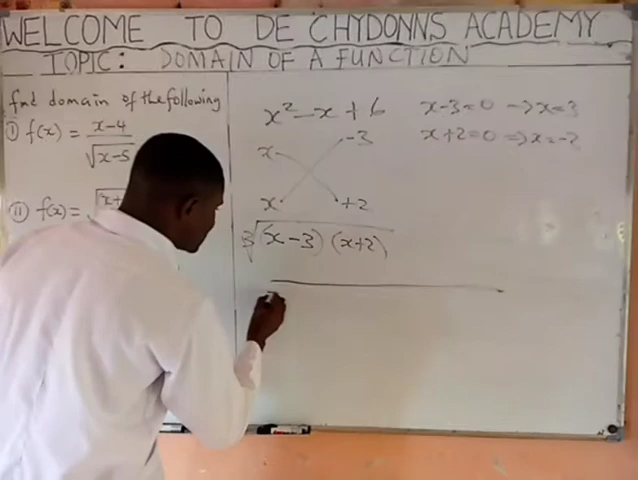 WELCOME TO DE CHYDONNS ACADEMY
TOPIC: DOMAIN OF A FUNCTION
find domain of the following
(i) f(x) = x-4 / √(x-5)
(ii) f(x) =
x² - x + 6
x -3
x +2
∛(x-3)(x+2)
x-3=0 => x=3
x+2=0 => x=-2